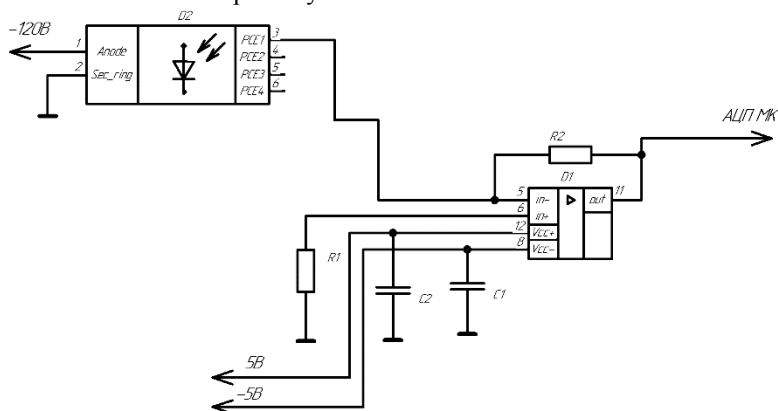 D2
-120В
1
Anode
2
Sec_ring
PCE1
3
PCE2
4
PCE3
5
PCE4
6
АЦП МК
R2
D1
5
in-
out
11
6
in+
12
Vcc+
8
Vcc-
R1
C2
C1
5В
-5В